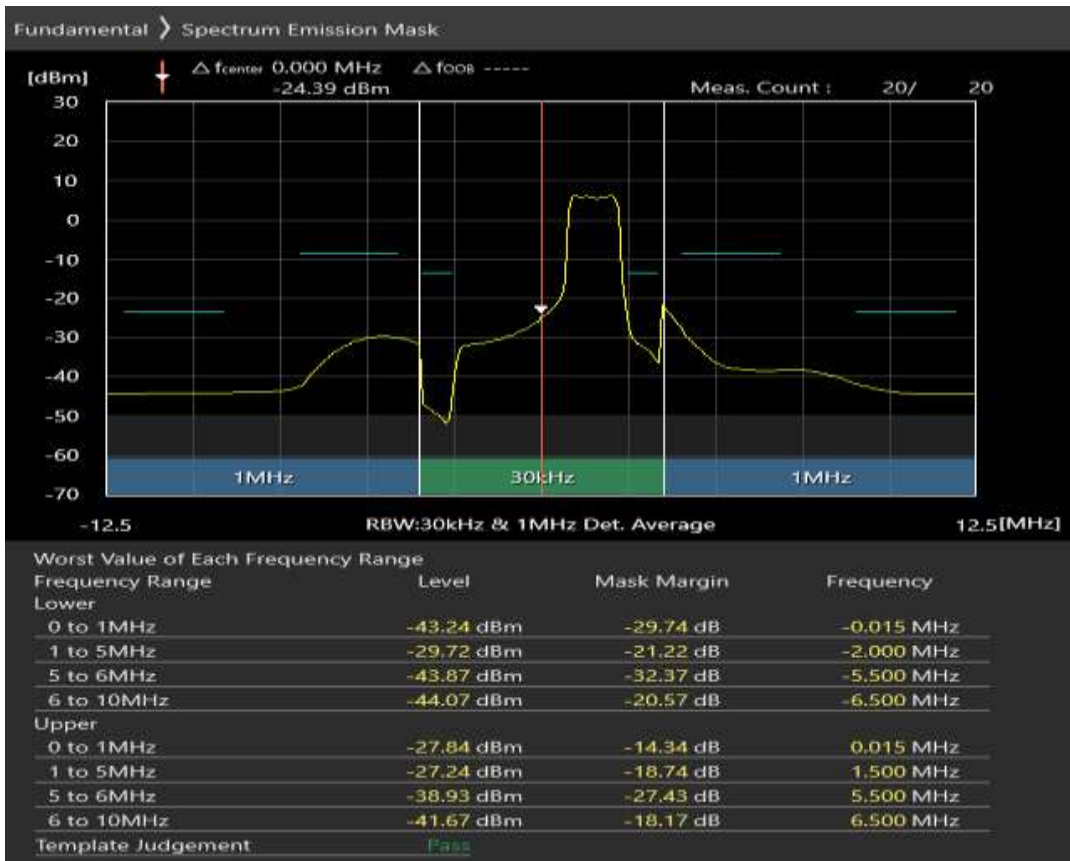 Fundamental ❭ Spectrum Emission Mask
[dBm] △ fcenter 0.000 MHz △ fOOB -----
-24.39 dBm Meas. Count : 20/ 20
30
20
10
0
-10
-20
-30
-40
-50
-60
1MHz 30kHz 1MHz
-70
-12.5 RBW:30kHz & 1MHz Det. Average 12.5[MHz]
Worst Value of Each Frequency Range
Frequency Range Level Mask Margin Frequency
Lower
0 to 1MHz -43.24 dBm -29.74 dB -0.015 MHz
1 to 5MHz -29.72 dBm -21.22 dB -2.000 MHz
5 to 6MHz -43.87 dBm -32.37 dB -5.500 MHz
6 to 10MHz -44.07 dBm -20.57 dB -6.500 MHz
Upper
0 to 1MHz -27.84 dBm -14.34 dB 0.015 MHz
1 to 5MHz -27.24 dBm -18.74 dB 1.500 MHz
5 to 6MHz -38.93 dBm -27.43 dB 5.500 MHz
6 to 10MHz -41.67 dBm -18.17 dB 6.500 MHz
Template Judgement Pass